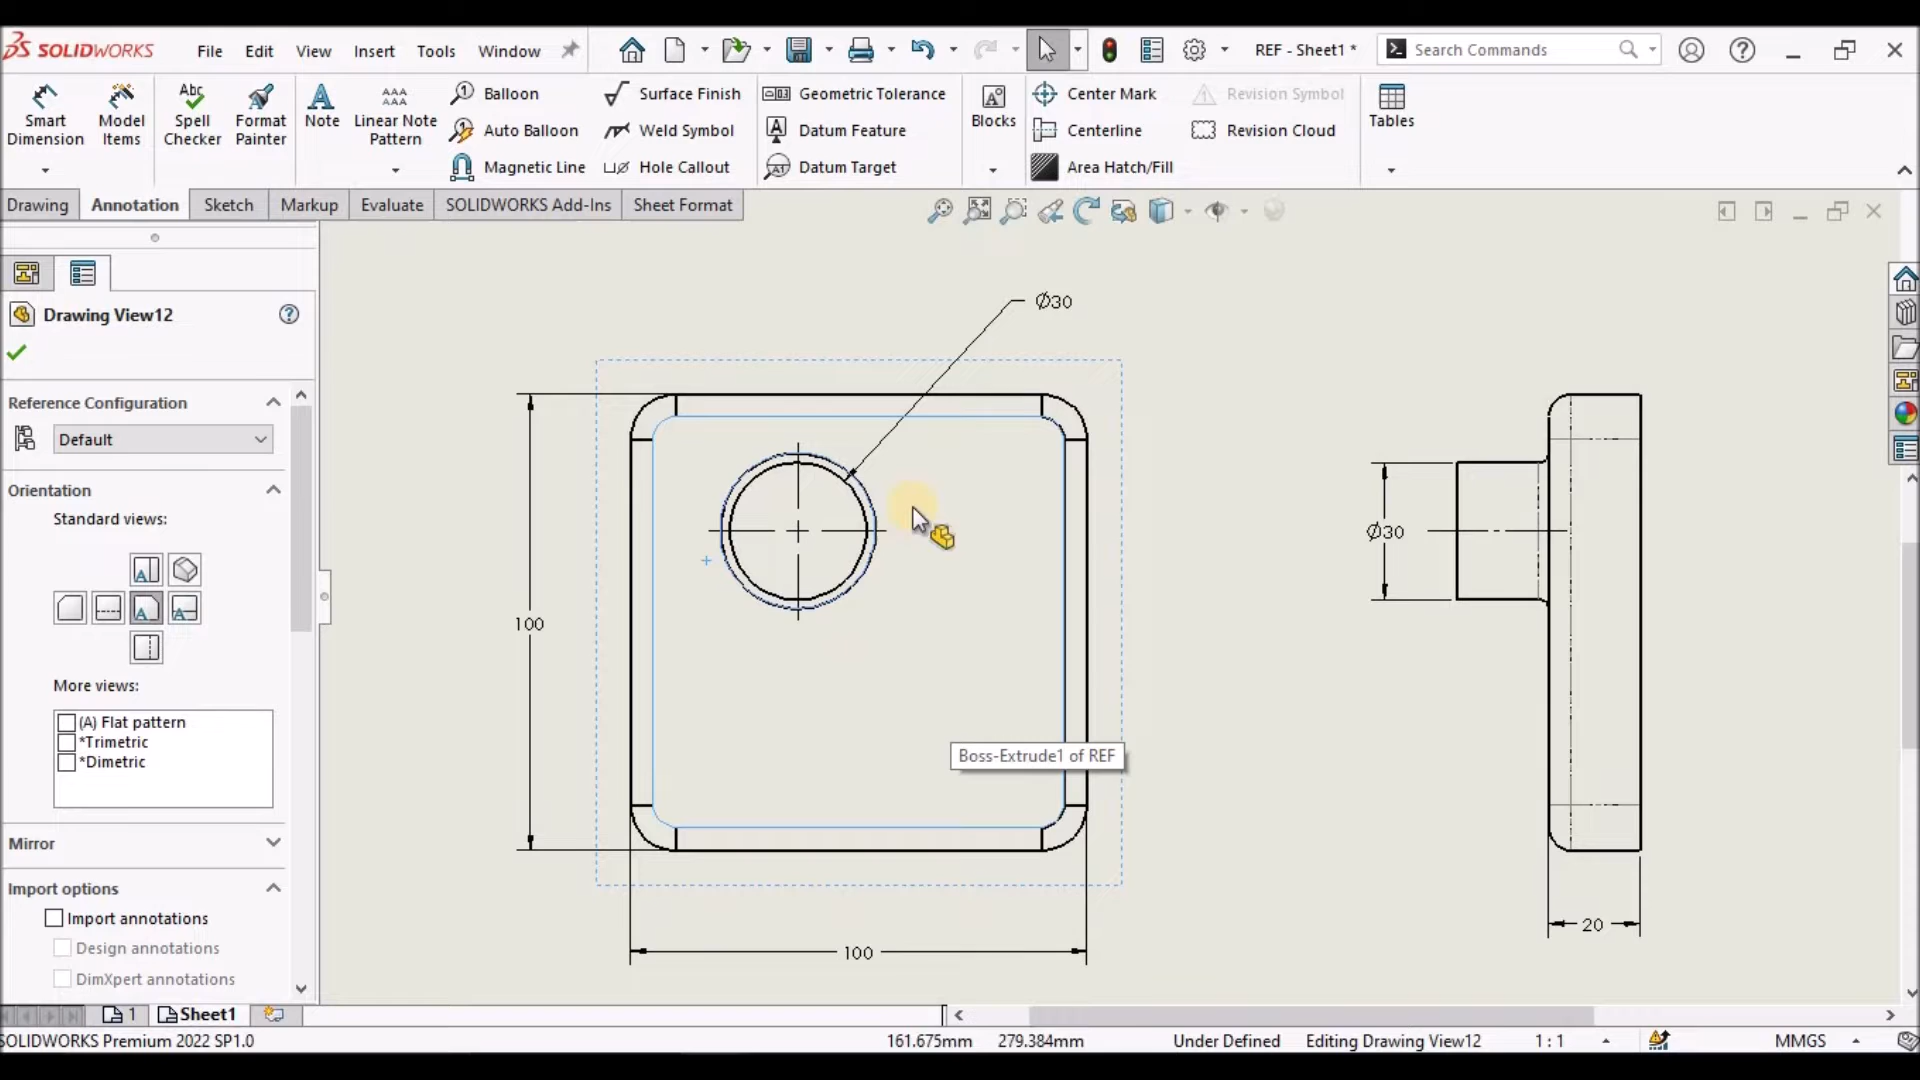 SOLIDWORKS File Edit View Insert Tools Window REF - Sheet1 * Search Commands
Smart Dimension
Model Items
Abc
Spell Checker
Format Painter
A
Note
AAA
AAA
Linear Note Pattern
Balloon
Auto Balloon
Magnetic Line
Surface Finish
Weld Symbol
Hole Callout
Geometric Tolerance
Datum Feature
Datum Target
Blocks
Center Mark
Centerline
Area Hatch/Fill
Revision Symbol
Revision Cloud
Tables
Drawing Annotation Sketch Markup Evaluate SOLIDWORKS Add-Ins Sheet Format
Drawing View12
Reference Configuration
Default
Orientation
Standard views:
More views:
(A) Flat pattern
*Trimetric
*Dimetric
Mirror
Import options
Import annotations
Design annotations
DimXpert annotations
∅30
100
100
Boss-Extrude1 of REF
∅30
20
1 Sheet1
SOLIDWORKS Premium 2022 SP1.0 161.675mm 279.384mm Under Defined Editing Drawing View12 1 : 1 MMGS